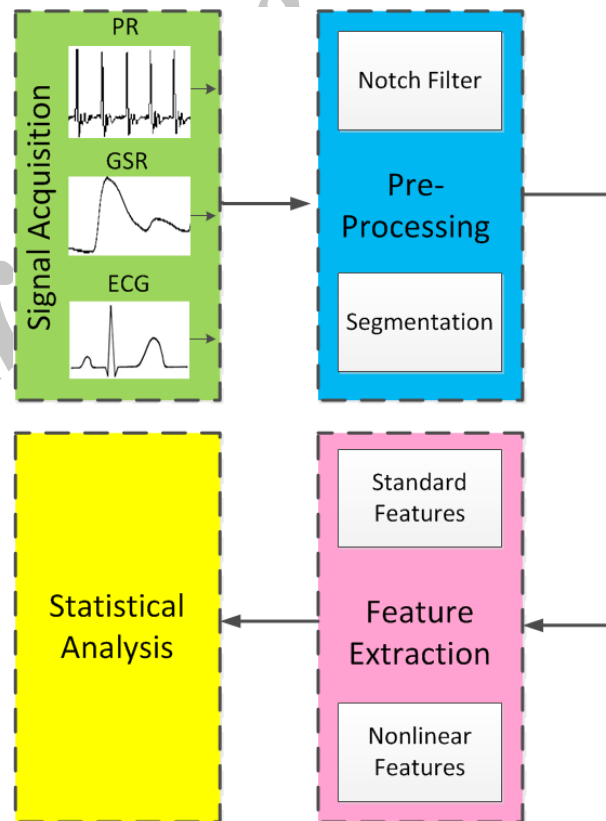 Signal Acquisition
PR
GSR
ECG
Notch Filter
Pre-
Processing
Segmentation
Standard
Features
Feature
Extraction
Nonlinear
Features
Statistical
Analysis